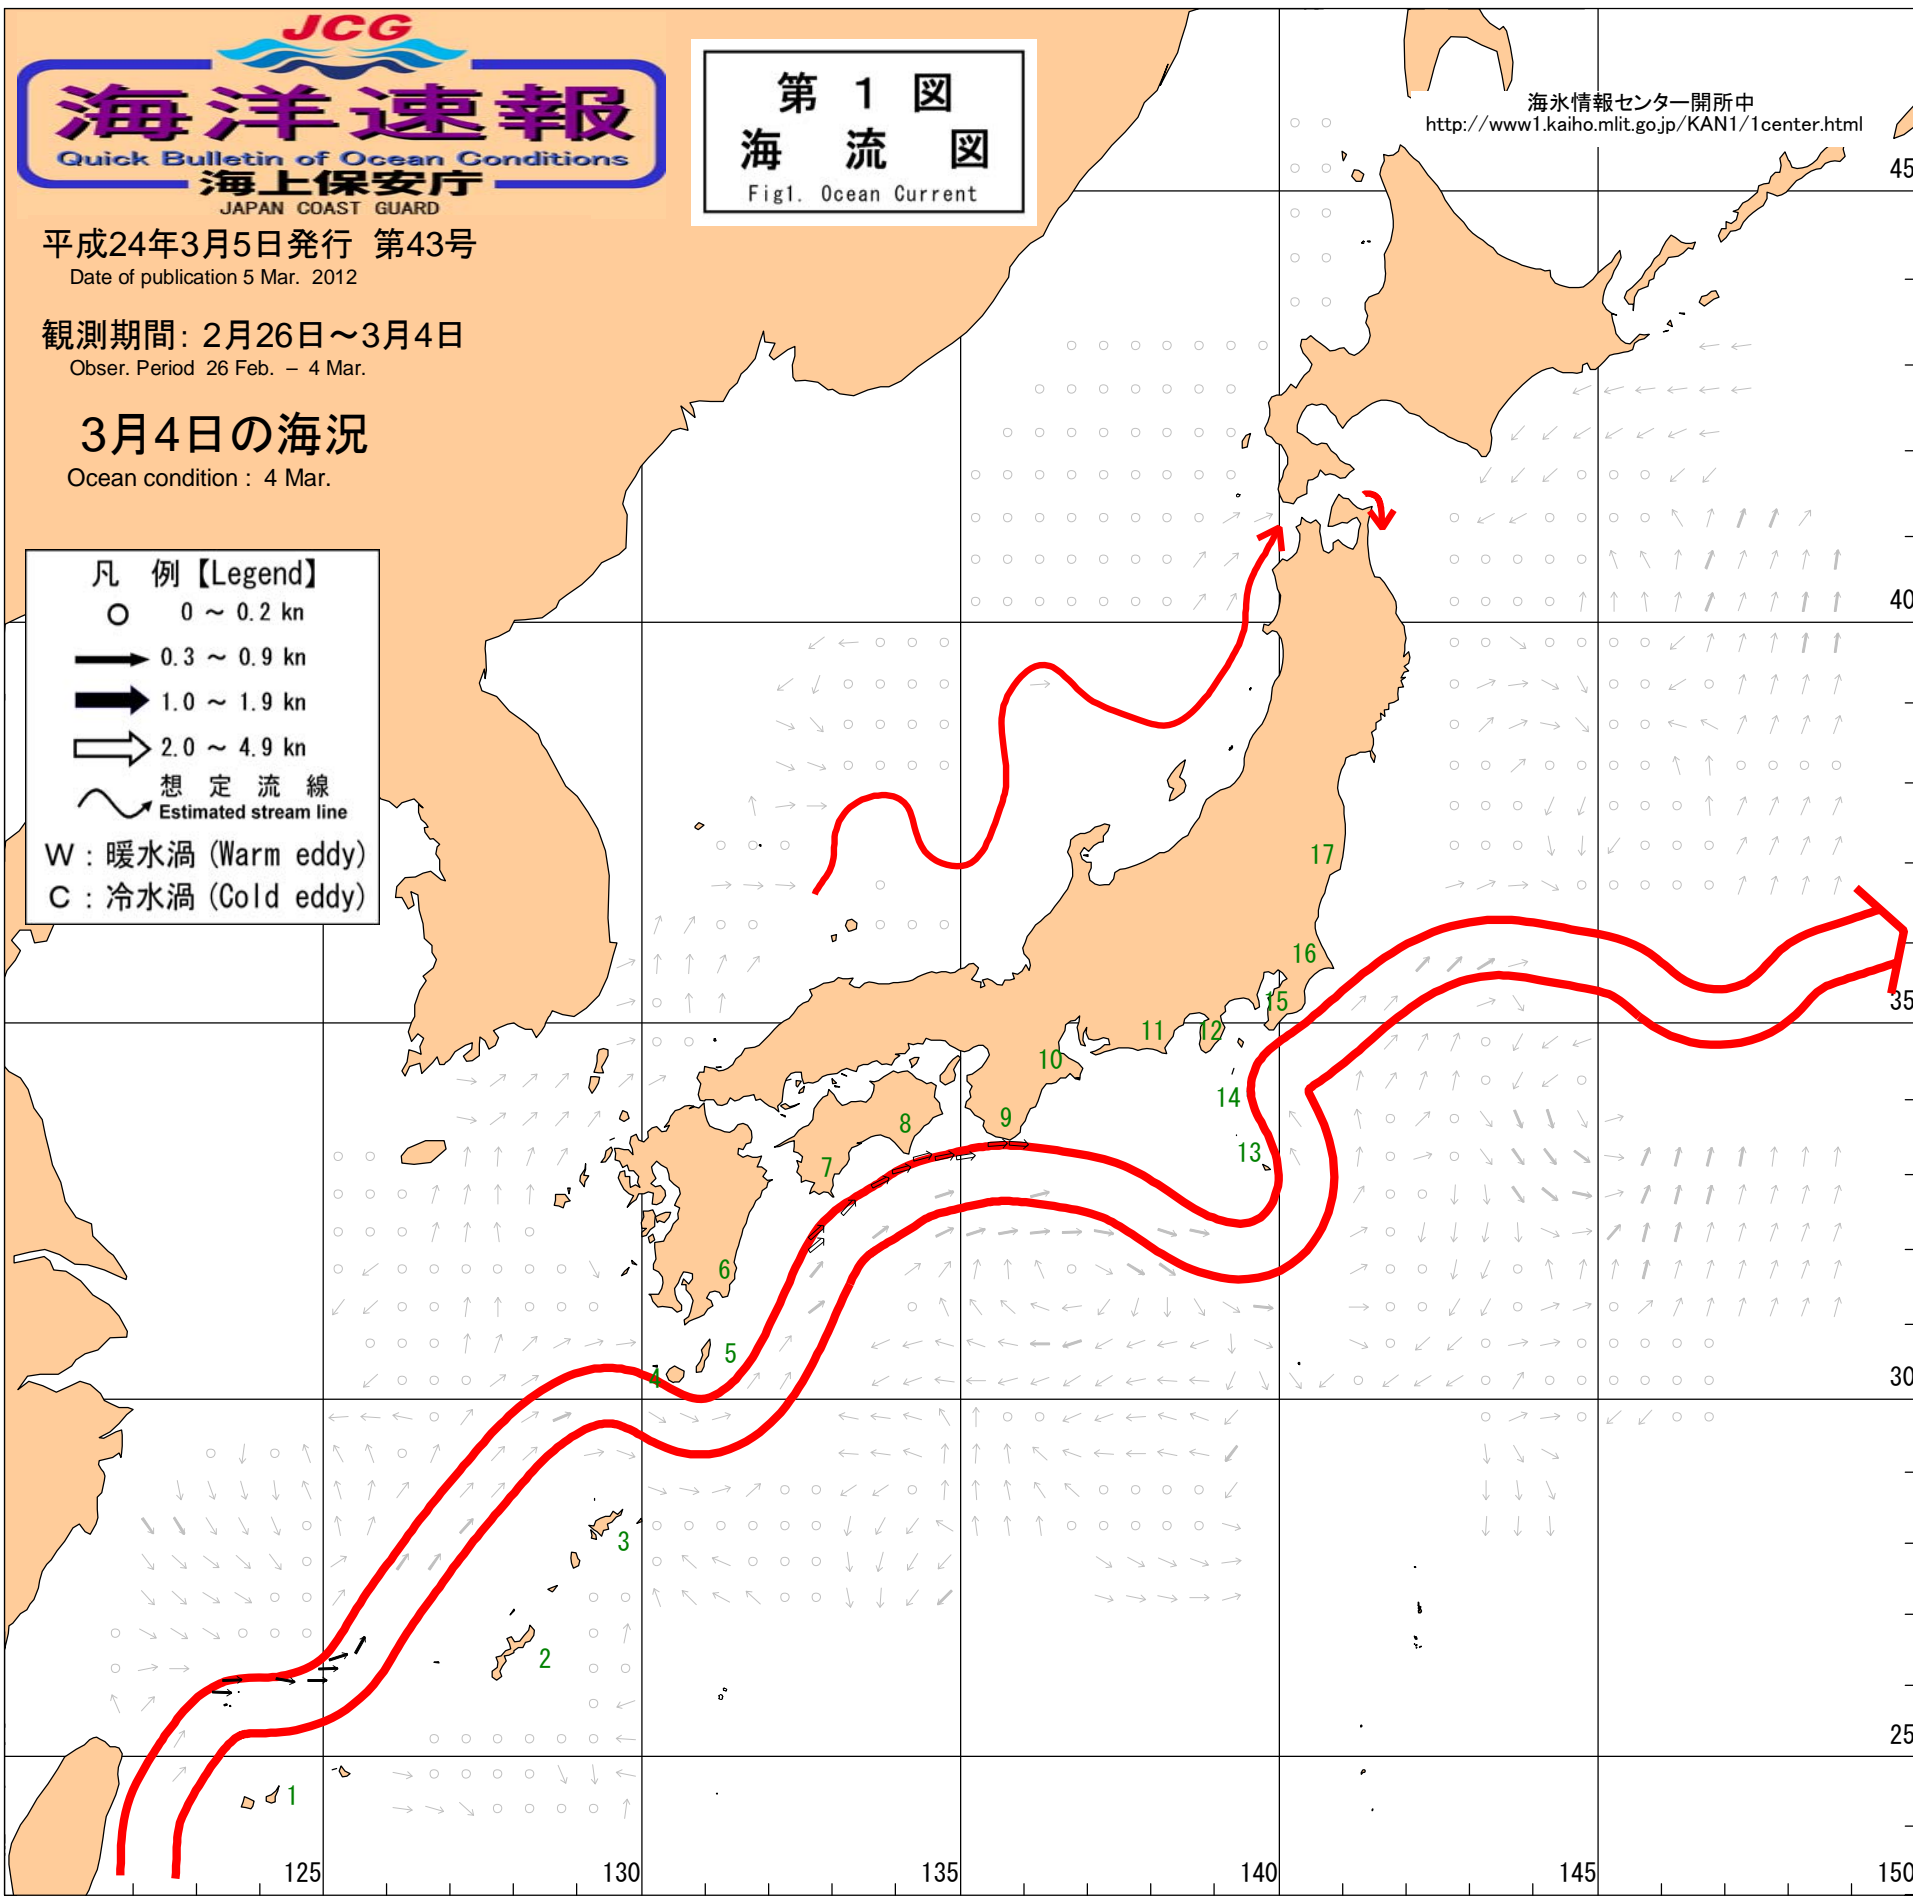 JCG
海洋速報
Quick Bulletin of Ocean Conditions
海上保安庁
JAPAN COAST GUARD
平成24年3月5日発行 第43号
Date of publication 5 Mar. 2012
観測期間: 2月26日～3月4日
Obser. Period 26 Feb. – 4 Mar.
3月4日の海況
Ocean condition : 4 Mar.
第 1 図
海 流 図
Fig1. Ocean Current
海氷情報センター開所中
http://www1.kaiho.mlit.go.jp/KAN1/1center.html
凡 例【Legend】
0 ～ 0.2 kn
0.3 ～ 0.9 kn
1.0 ～ 1.9 kn
2.0 ～ 4.9 kn
想 定 流 線
Estimated stream line
W : 暖水渦 (Warm eddy)
C : 冷水渦 (Cold eddy)
45
40
17
16
35
15
11
12
10
14
9
8
13
7
6
5
4
30
3
2
25
1
125
130
135
140
145
150